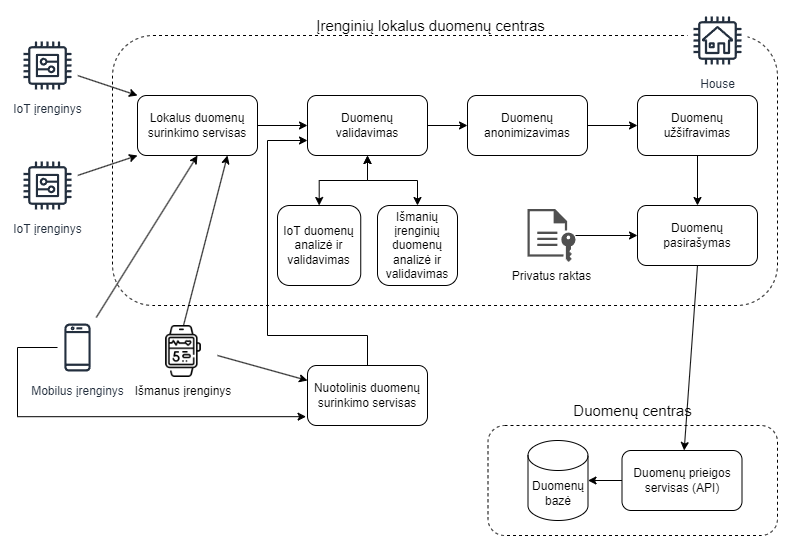 Įrenginių lokalus duomenų centras
House
IoT įrenginys
IoT įrenginys
Lokalus duomenų
surinkimo servisas
Duomenų
validavimas
Duomenų
anonimizavimas
Duomenų
užšifravimas
IoT duomenų
analizė ir
validavimas
Išmanių
įrenginių
duomenų
analizė ir
validavimas
Privatus raktas
Duomenų
pasirašymas
Mobilus įrenginys
Išmanus įrenginys
Nuotolinis duomenų
surinkimo servisas
Duomenų centras
Duomenų
bazė
Duomenų prieigos
servisas (API)